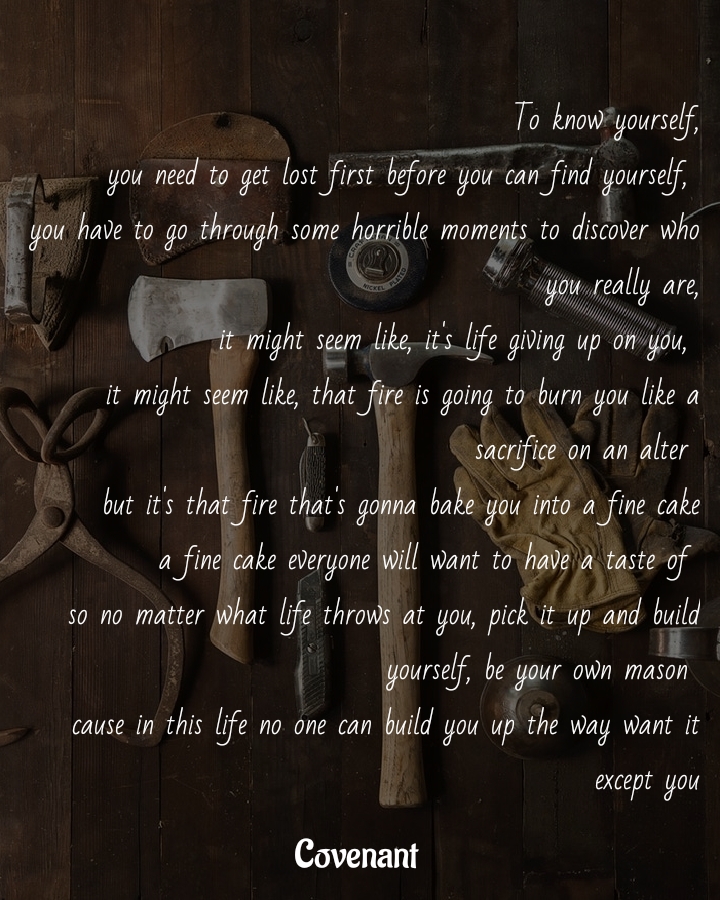 To know yourself,
you need to get lost first before you can find yourself,
you have to go through some horrible moments to discover who
you really are,
it might seem like, it's life giving up on you,
it might seem like, that fire is going to burn you like a
sacrifice on an alter
but it's that fire that's gonna bake you into a fine cake
a fine cake everyone will want to have a taste of
so no matter what life throws at you, pick it up and build
yourself, be your own mason
cause in this life no one can build you up the way want it
except you
Covenant
NICKEL PLATED